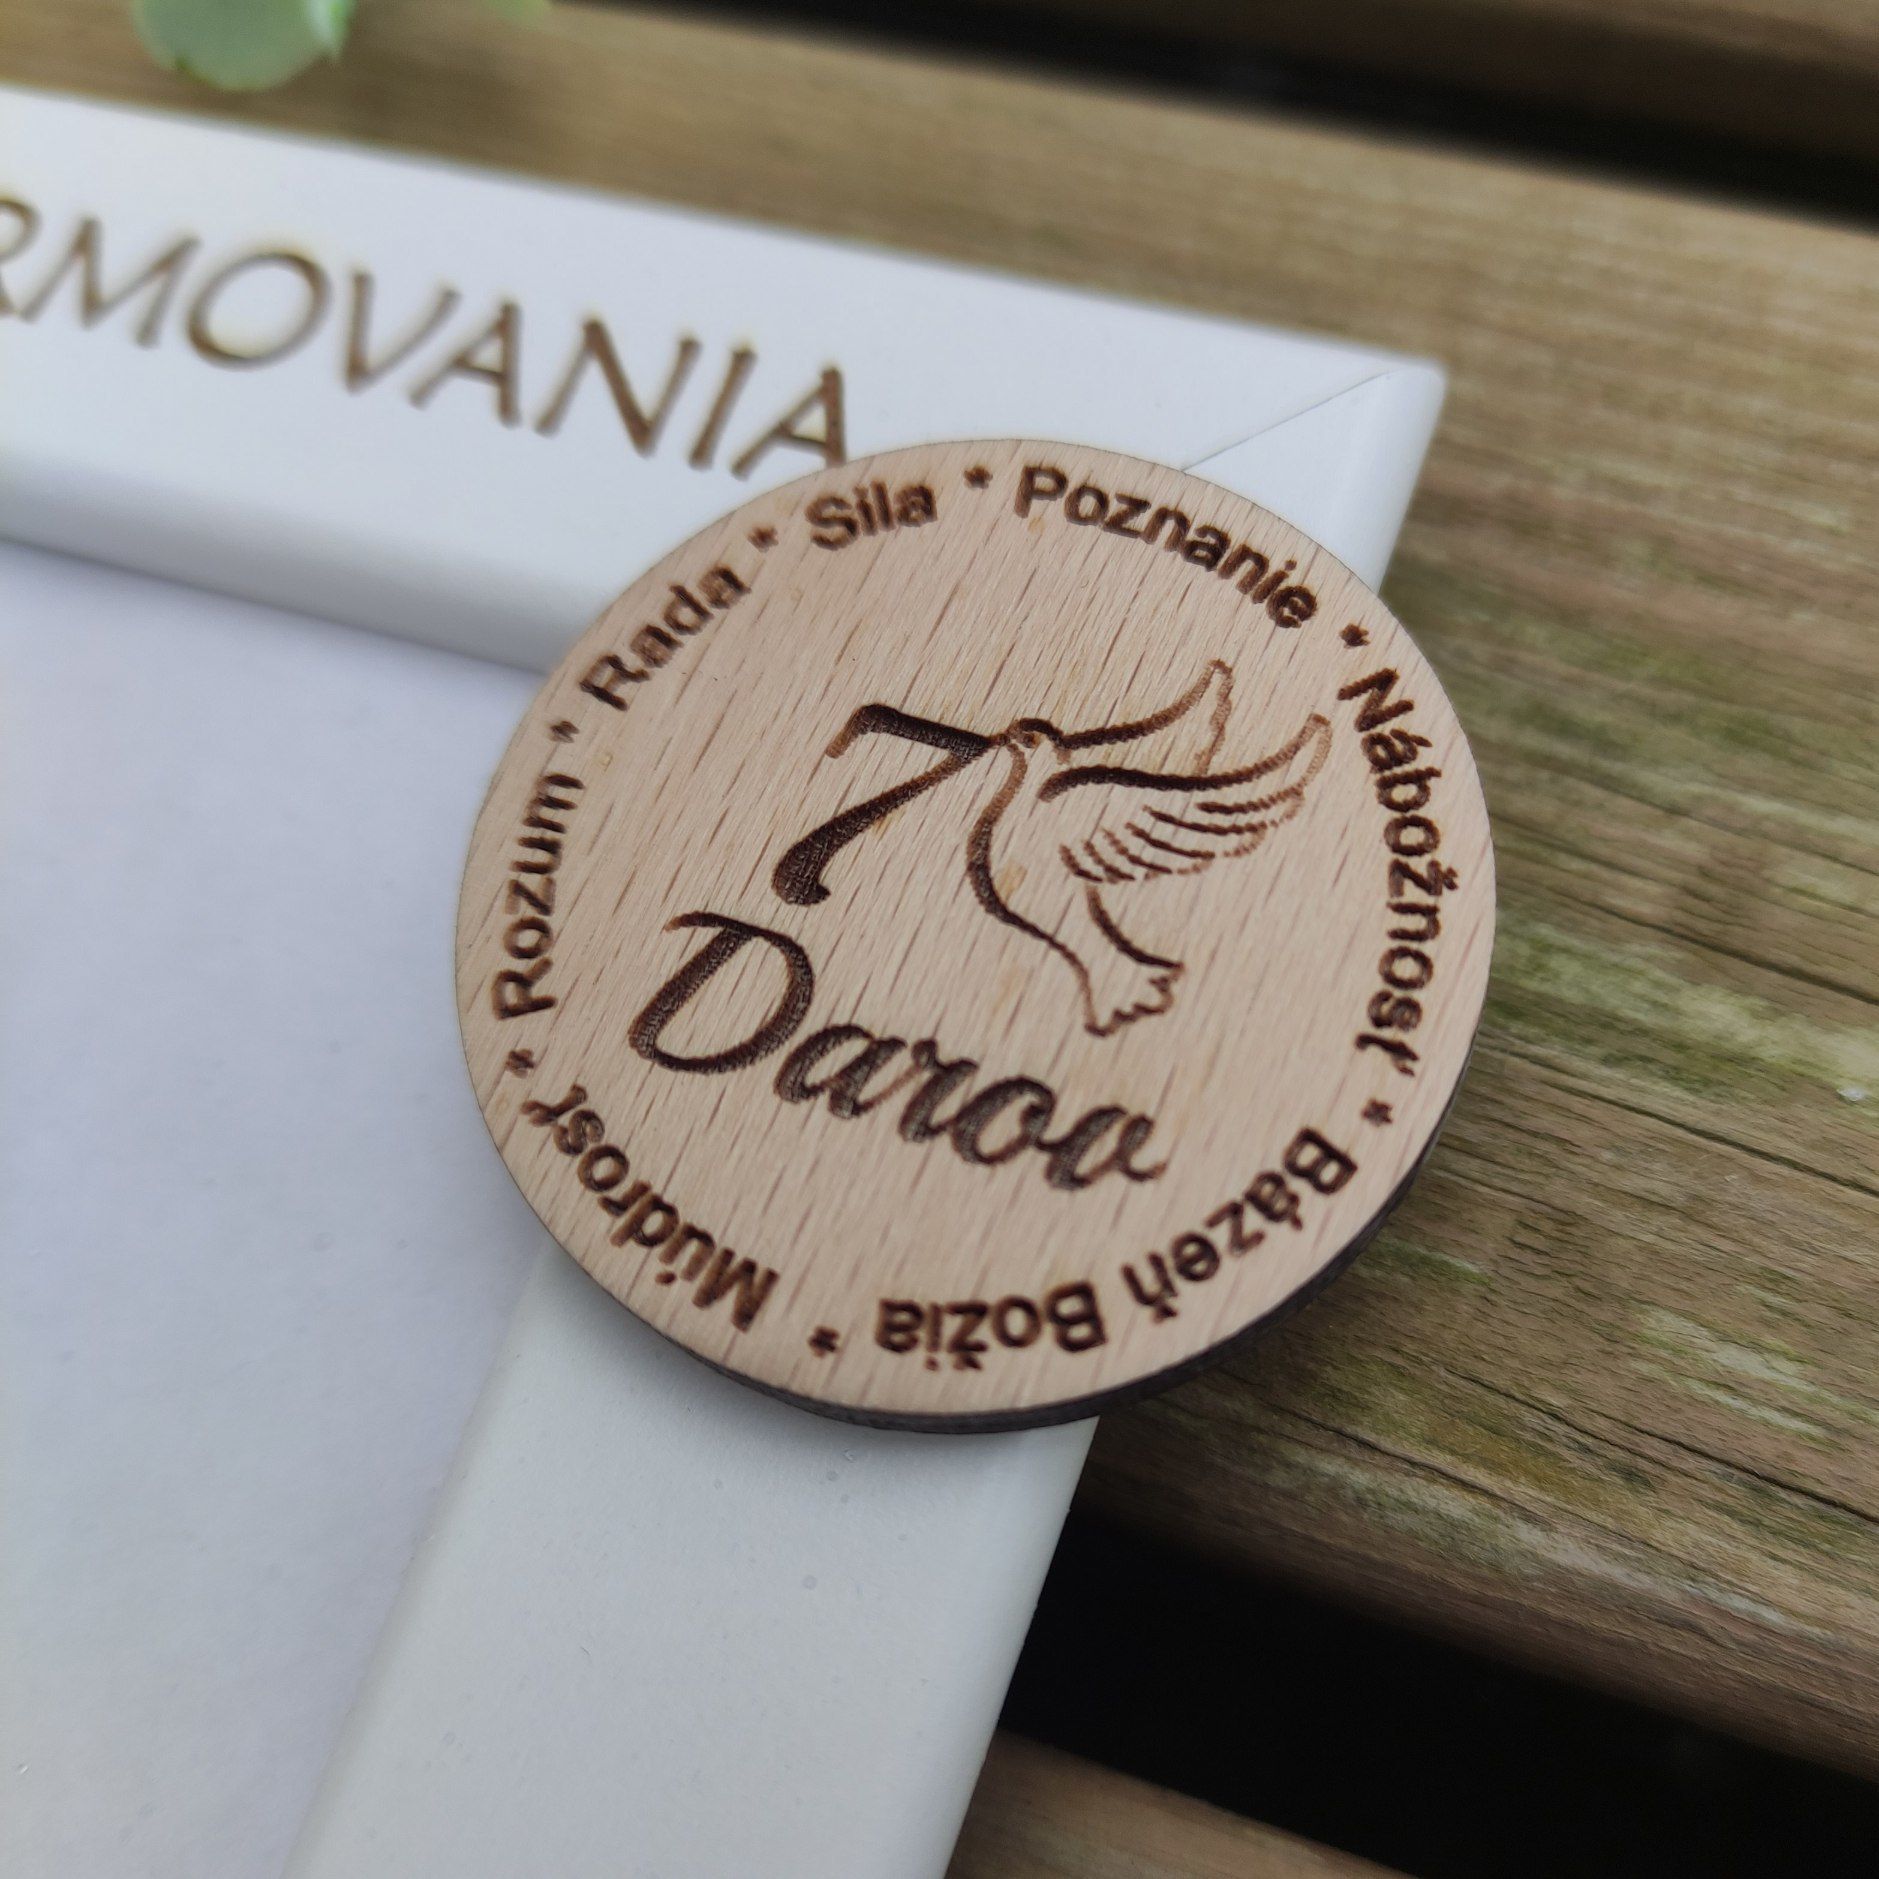 RMOVANIA
* Múdrosť * Rozum * Rada * Sila * Poznanie * Nábožnosť * Bázeň Božia
7
Darov